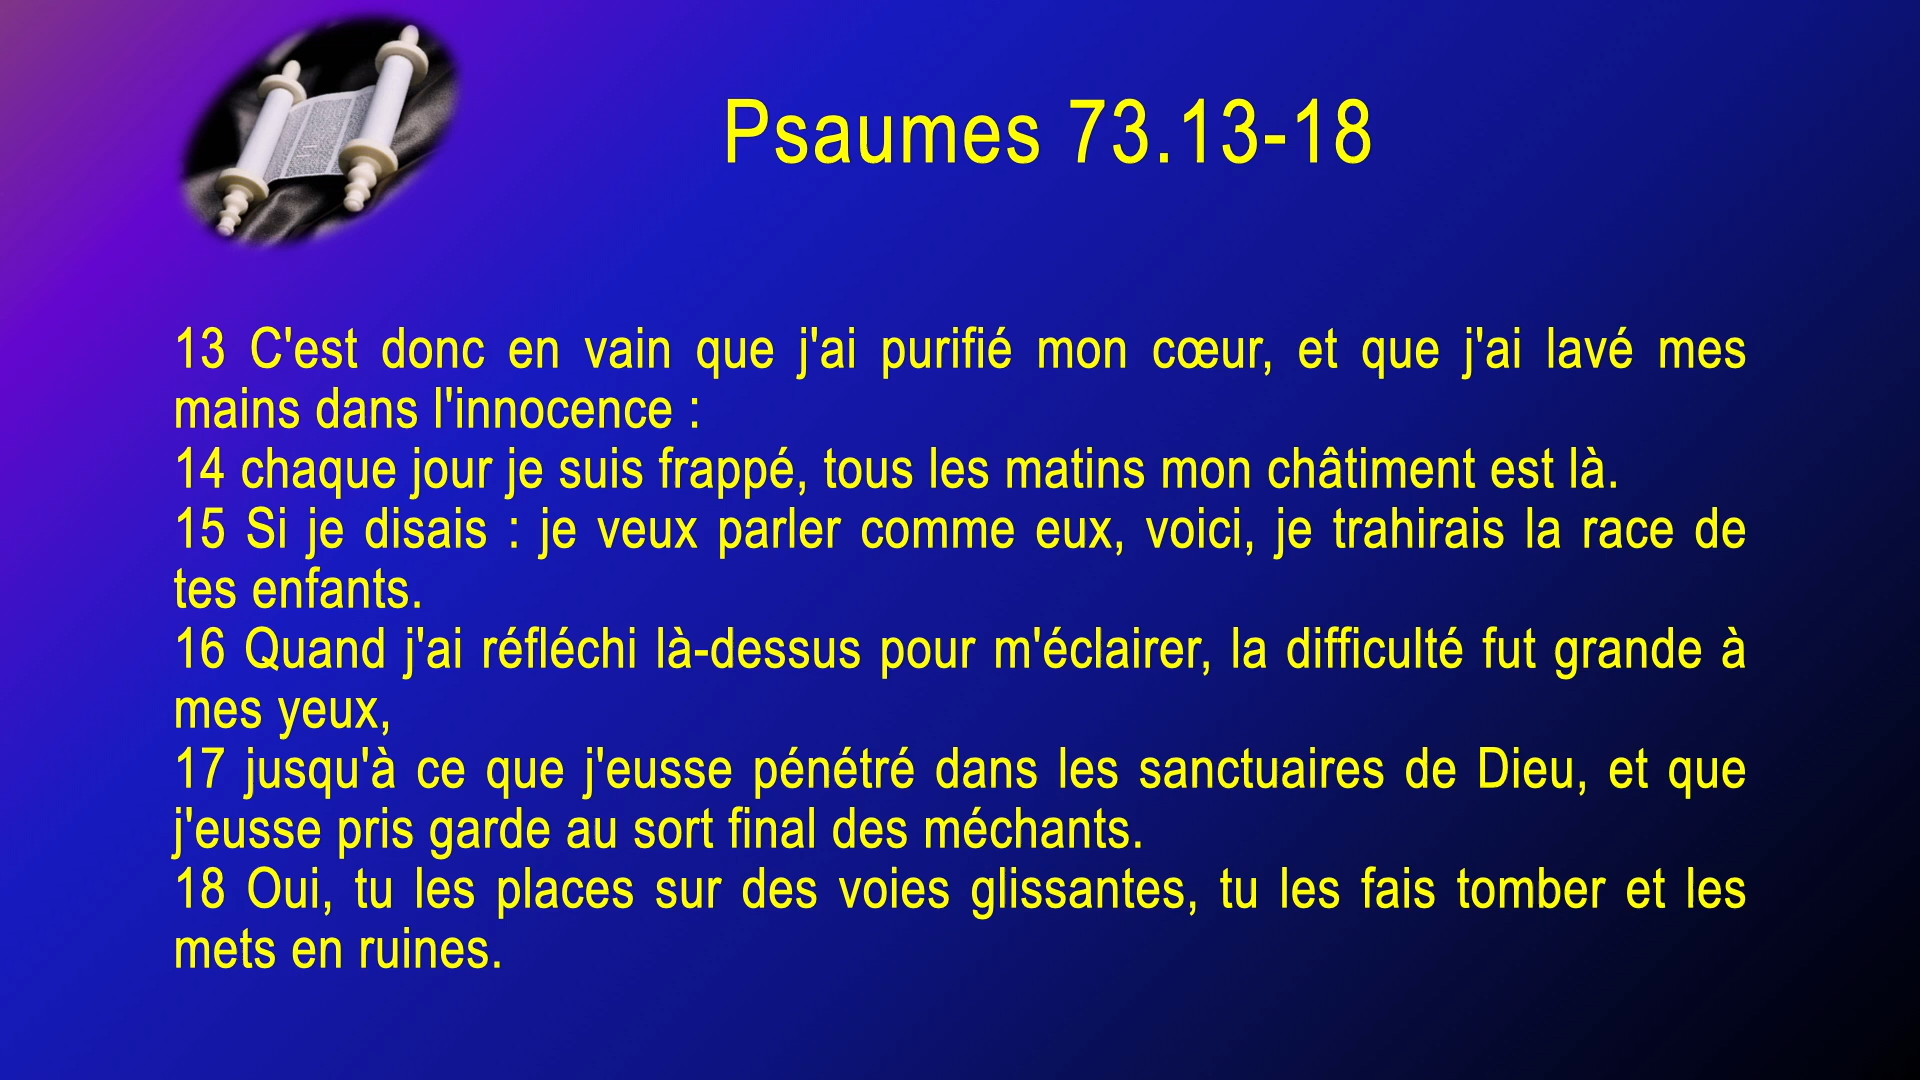 Psaumes 73.13-18
13 C'est donc en vain que j'ai purifié mon cœur, et que j'ai lavé mes
mains dans l'innocence :
14 chaque jour je suis frappé, tous les matins mon châtiment est là.
15 Si je disais : je veux parler comme eux, voici, je trahirais la race de
tes enfants.
16 Quand j'ai réfléchi là-dessus pour m'éclairer, la difficulté fut grande à
mes yeux,
17 jusqu'à ce que j'eusse pénétré dans les sanctuaires de Dieu, et que
j'eusse pris garde au sort final des méchants.
18 Oui, tu les places sur des voies glissantes, tu les fais tomber et les
mets en ruines.